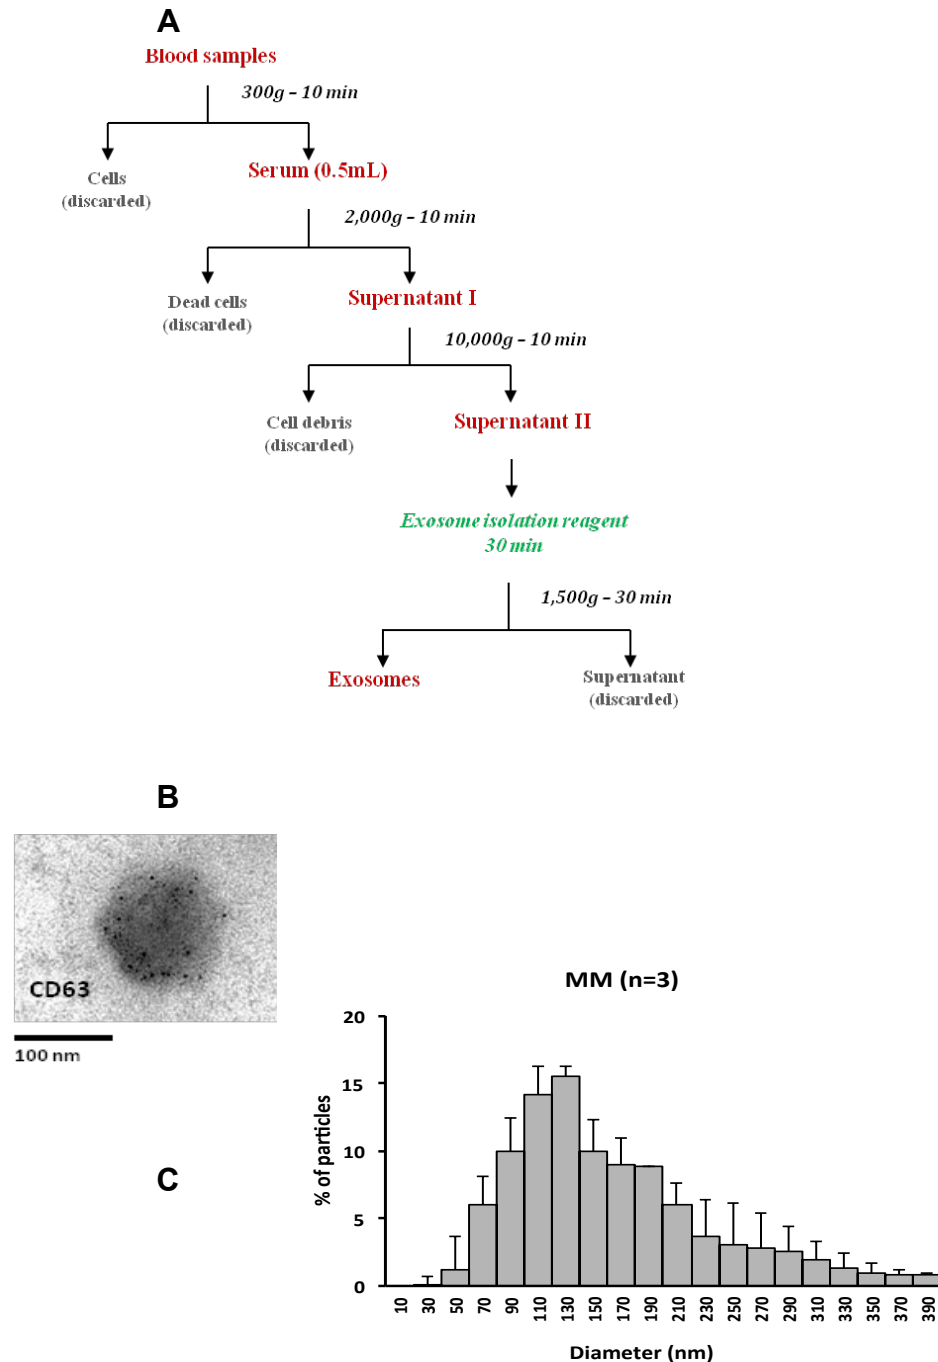 A
Blood samples
300g – 10 min
Cells
(discarded)
Serum (0.5mL)
2,000g – 10 min
Dead cells
(discarded)
Supernatant I
10,000g – 10 min
Cell debris
(discarded)
Supernatant II
Exosome isolation reagent
30 min
1,500g – 30 min
Exosomes
Supernatant
(discarded)
B
CD63
100 nm
C
MM (n=3)
% of particles
20
15
10
5
0
10 30 50 70 90 110 130 150 170 190 210 230 250 270 290 310 330 350 370 390
Diameter (nm)